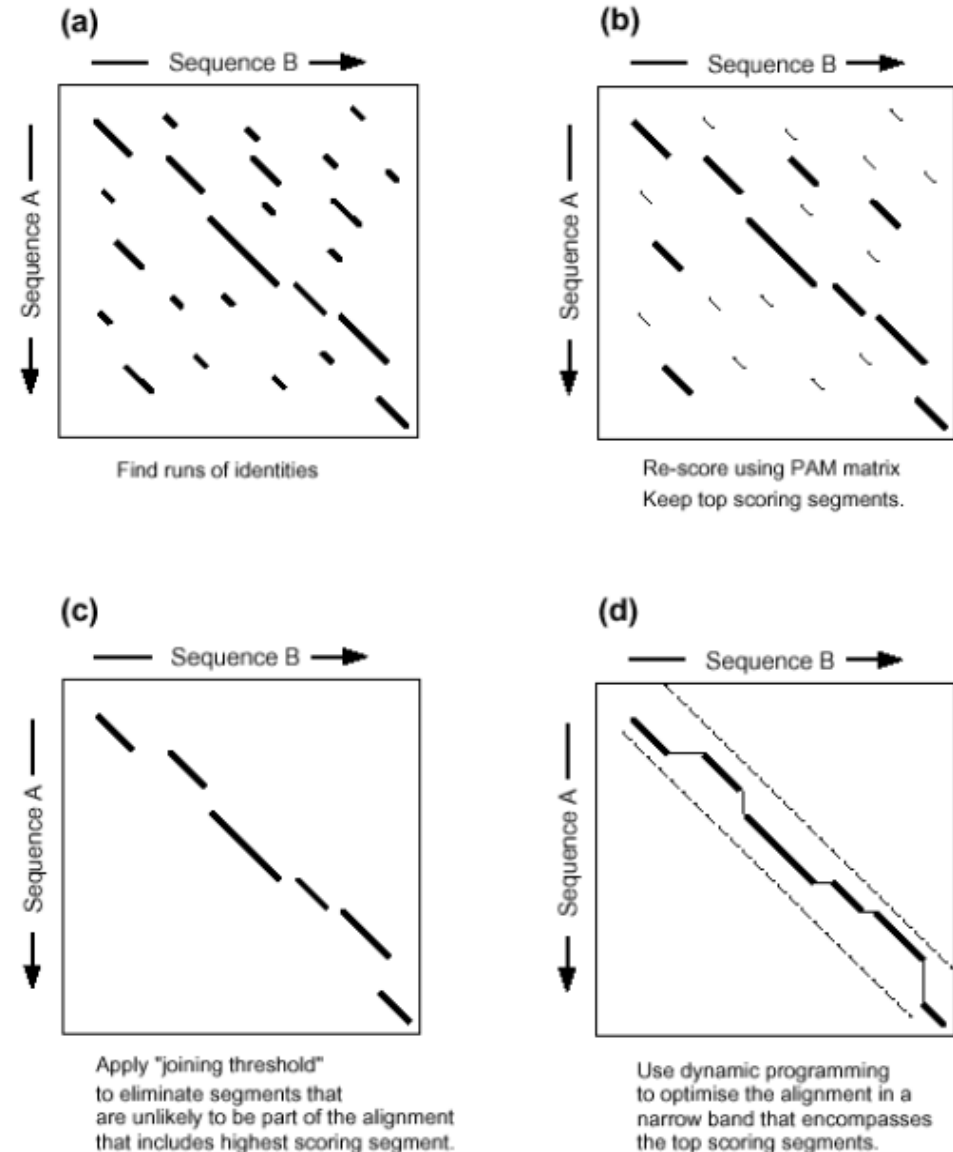 (a)
Sequence B
Sequence A
Find runs of identities
(b)
Sequence B
Sequence A
Re-score using PAM matrix
Keep top scoring segments.
(c)
Sequence B
Sequence A
Apply "joining threshold"
to eliminate segments that
are unlikely to be part of the alignment
that includes highest scoring segment.
(d)
Sequence B
Sequence A
Use dynamic programming
to optimise the alignment in a
narrow band that encompasses
the top scoring segments.